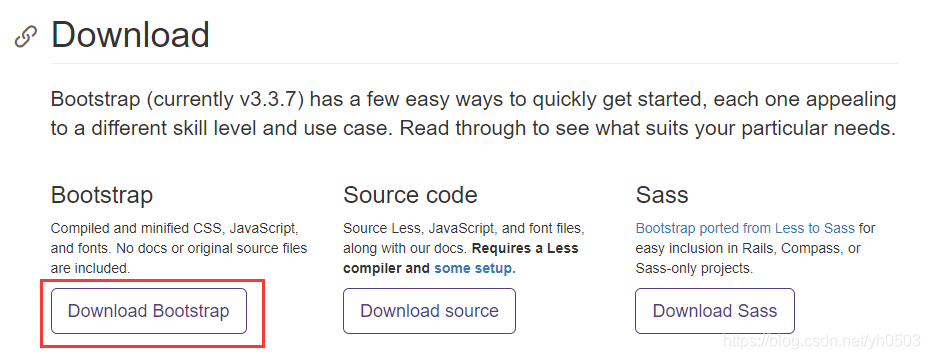 Download
Bootstrap (currently v3.3.7) has a few easy ways to quickly get started, each one appealing
to a different skill level and use case. Read through to see what suits your particular needs.
Bootstrap
Compiled and minified CSS, JavaScript,
and fonts. No docs or original source files
are included.
Download Bootstrap
Source code
Source Less, JavaScript, and font files,
along with our docs. Requires a Less
compiler and some setup.
Download source
Sass
Bootstrap ported from Less to Sass for
easy inclusion in Rails, Compass, or
Sass-only projects.
Download Sass
https://blog.csdn.net/yh0503